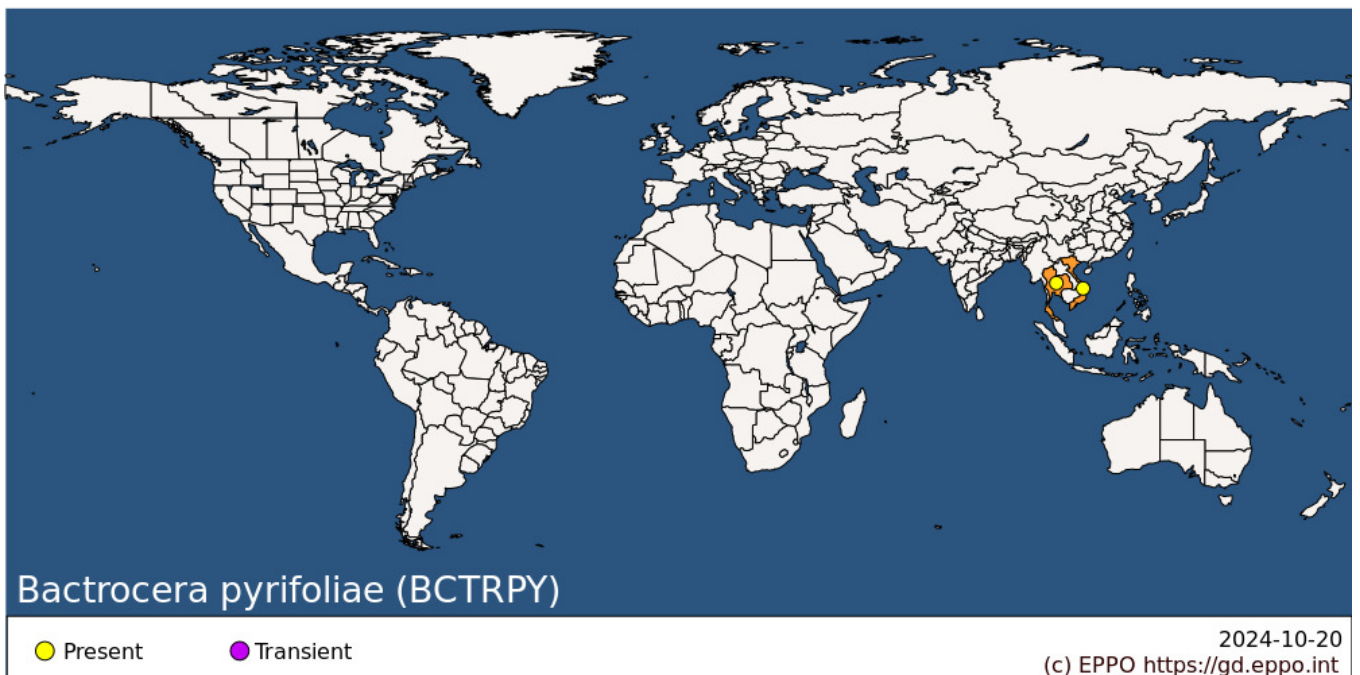 Bactrocera pyrifoliae (BCTRPY)
Present
Transient
2024-10-20
(c) EPPO https://gd.eppo.int